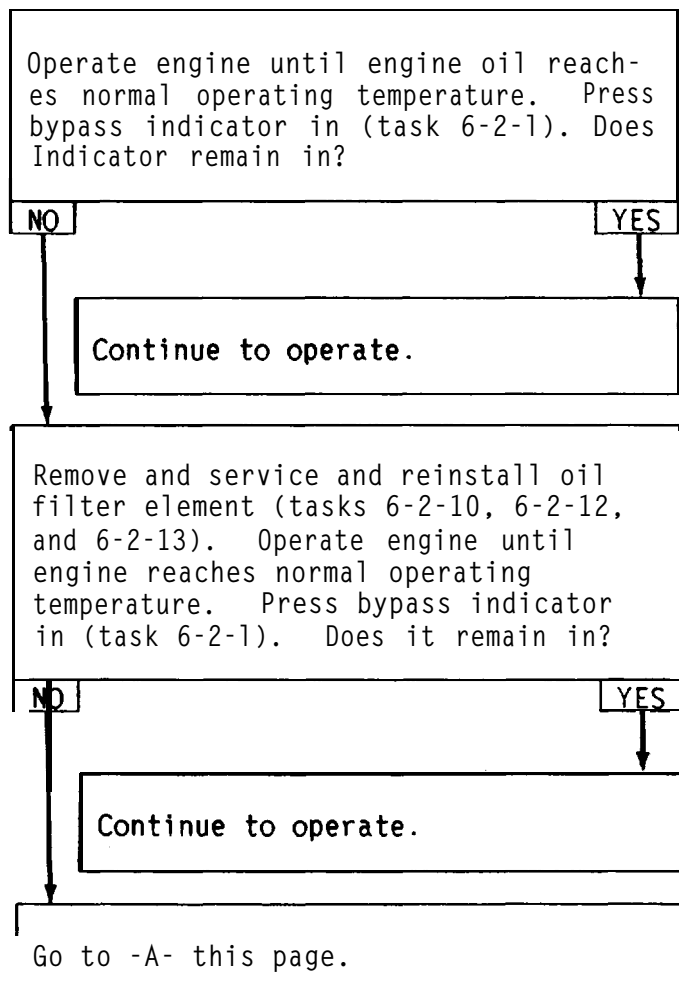 Operate engine until engine oil reach-
es normal operating temperature. Press
bypass indicator in (task 6-2-1). Does
Indicator remain in?
NO YES
Continue to operate.
Remove and service and reinstall oil
filter element (tasks 6-2-10, 6-2-12,
and 6-2-13). Operate engine until
engine reaches normal operating
temperature. Press bypass indicator
in (task 6-2-1). Does it remain in?
NO YES
Continue to operate.
Go to -A- this page.